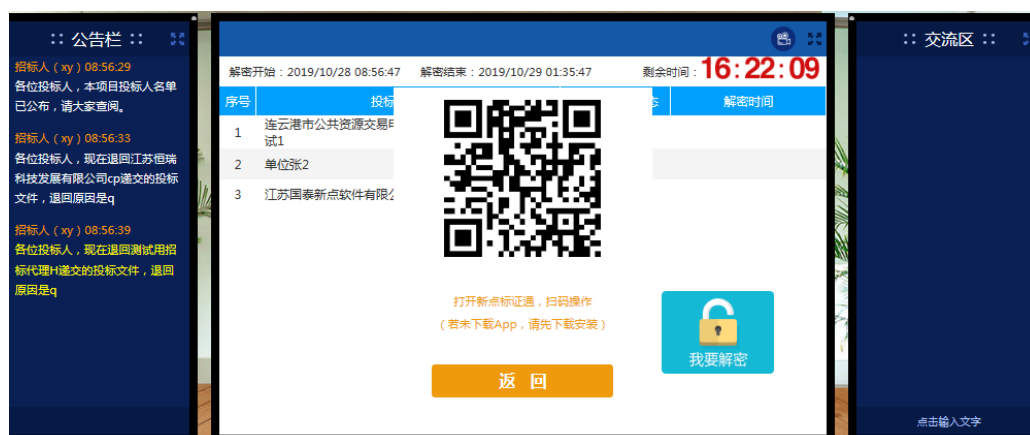 :: 公告栏 ::
招标人（xy）08:56:29
各位投标人，本项目投标人名单
已公布，请大家查阅。
招标人（xy）08:56:33
各位投标人，现在退回江苏恒瑞
科技发展有限公司cp递交的投标
文件，退回原因是q
招标人（xy）08:56:39
各位投标人，现在退回测试用招
标代理H递交的投标文件，退回
原因是q
解密开始：2019/10/28 08:56:47 解密结束：2019/10/29 01:35:47 剩余时间：16:22:09
序号 投标 态 解密时间
1 连云港市公共资源交易
试1
2 单位张2
3 江苏国泰新点软件有限
打开新点标证通，扫码操作
（若未下载App，请先下载安装）
返 回
我要解密
:: 交流区 ::
点击输入文字